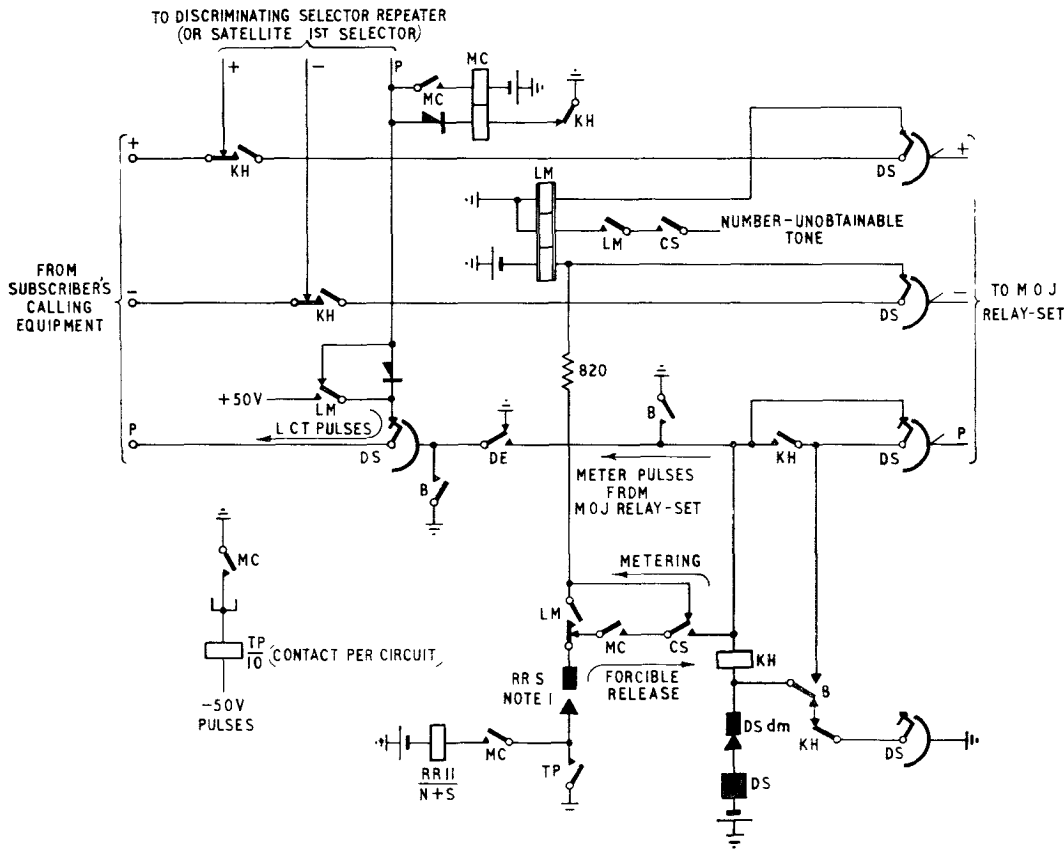 TO DISCRIMINATING SELECTOR REPEATER
(OR SATELLITE 1ST SELECTOR)
+
−
P
MC
MC
KH
+
KH
DS
+
LM
LM
CS
NUMBER-UNOBTAINABLE
TONE
FROM
SUBSCRIBER'S
CALLING
EQUIPMENT
−
KH
DS
−
TO M O J
RELAY-SET
820
+50V
LM
L C T PULSES
B
P
DS
DE
KH
DS
P
B
METER PULSES
FRDM
M O J RELAY-SET
MC
METERING
LM
MC
CS
TP
10
(CONTACT PER CIRCUIT)
KH
RR S
NOTE 1
FORCIBLE
RELEASE
B
-50V
PULSES
DS dm
KH
DS
RR II
N+S
MC
TP
DS